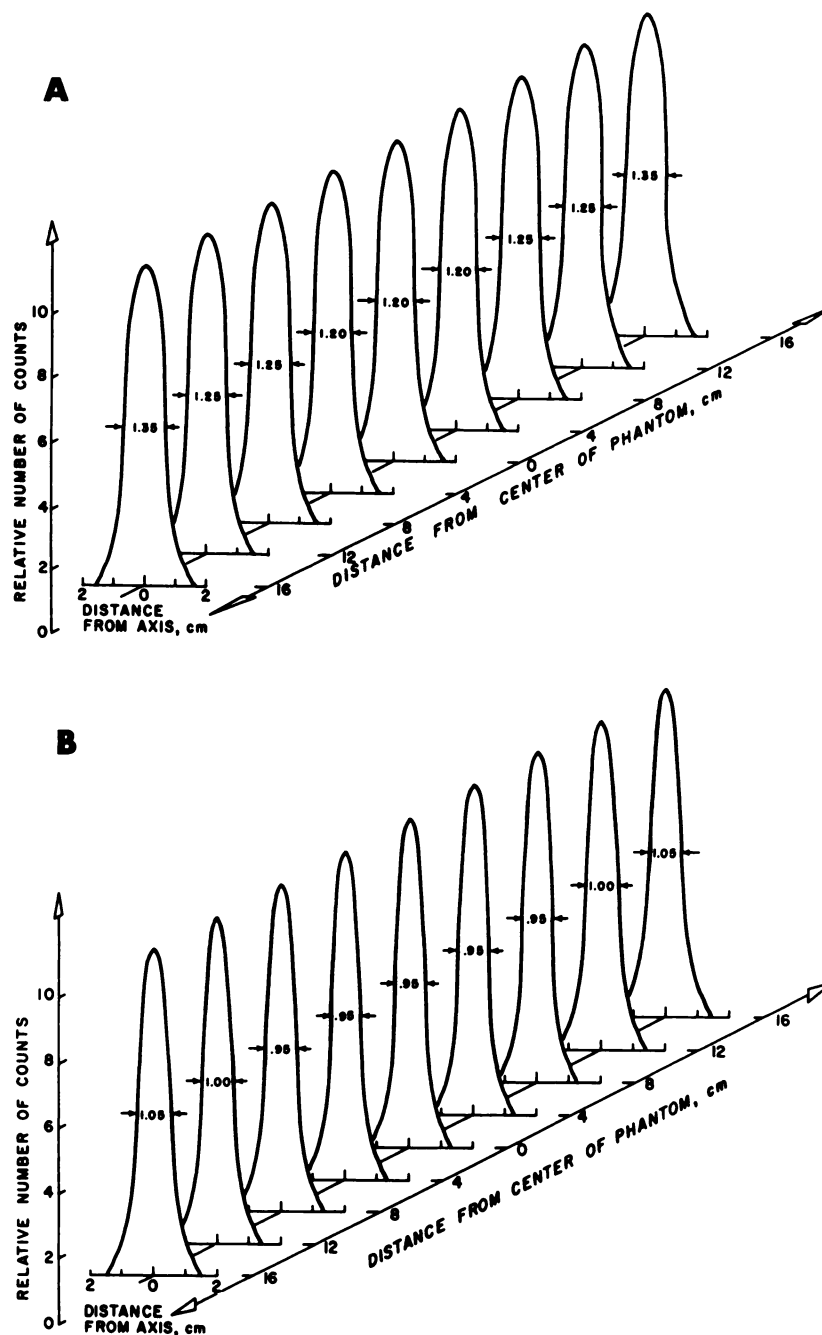 A
1.35
1.25
1.25
1.20
1.20
1.20
1.25
1.25
1.35
RELATIVE NUMBER OF COUNTS
10
8
6
4
2
0
2 0 2
DISTANCE
FROM AXIS, cm
16 12 8 4 0 4 8 12 16
DISTANCE FROM CENTER OF PHANTOM, cm
B
1.05
1.00
.95
.95
.95
.95
.95
1.00
1.05
RELATIVE NUMBER OF COUNTS
10
8
6
4
2
0
2 0 2
DISTANCE
FROM AXIS, cm
16 12 8 4 0 4 8 12 16
DISTANCE FROM CENTER OF PHANTOM, cm